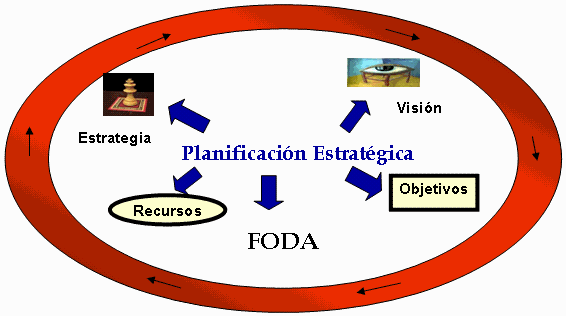 Visión
Estrategia
Planificación Estratégica
Objetivos
Recursos
FODA